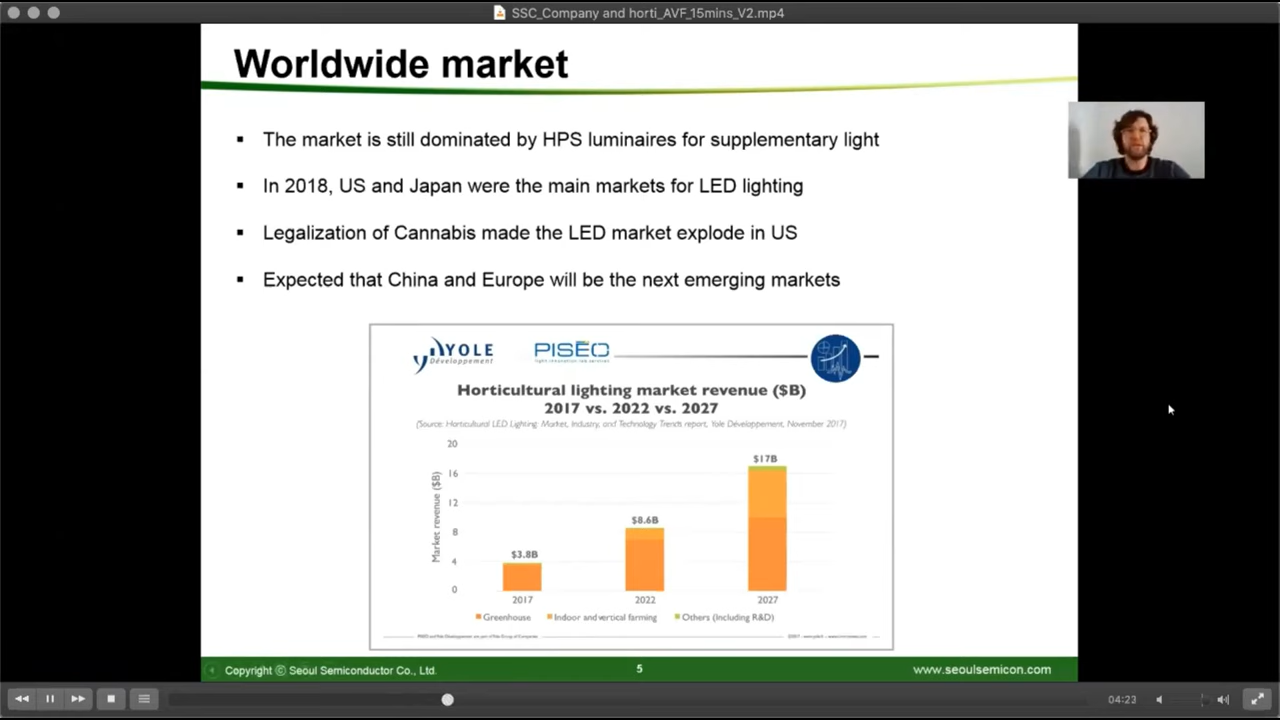 SSC_Company and horti_AVF_15mins_V2.mp4
Worldwide market
The market is still dominated by HPS luminaires for supplementary light
In 2018, US and Japan were the main markets for LED lighting
Legalization of Cannabis made the LED market explode in US
Expected that China and Europe will be the next emerging markets
YOLE
Développement
PISEO
light innovation lab services
Horticultural lighting market revenue ($B)
2017 vs. 2022 vs. 2027
(Source: Horticultural LED Lighting: Market, Industry, and Technology Trends report, Yole Développement, November 2017)
Market revenue ($B)
20
16
12
8
4
0
$3.8B
$8.6B
$17B
2017
2022
2027
Greenhouse
Indoor and vertical farming
Others (Including R&D)
Copyright ⓒ Seoul Semiconductor Co., Ltd.
5
www.seoulsemicon.com
04:23